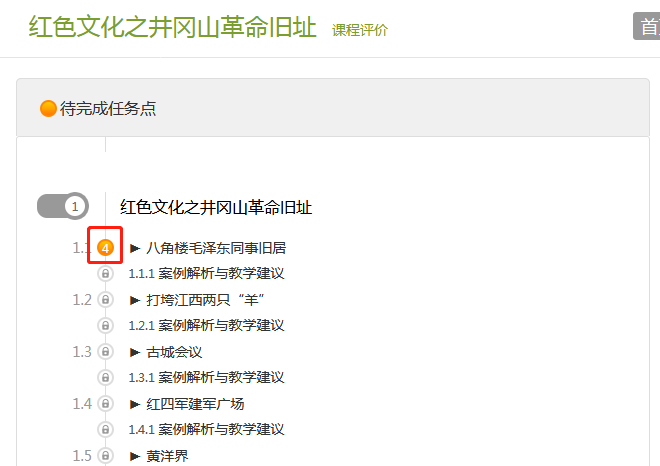 红色文化之井冈山革命旧址 课程评价 首
待完成任务点
1 红色文化之井冈山革命旧址
1.1 4 ▶ 八角楼毛泽东同事旧居
1.1.1 案例解析与教学建议
1.2 ▶ 打垮江西两只“羊”
1.2.1 案例解析与教学建议
1.3 ▶ 古城会议
1.3.1 案例解析与教学建议
1.4 ▶ 红四军建军广场
1.4.1 案例解析与教学建议
1.5 ▶ 黄洋界